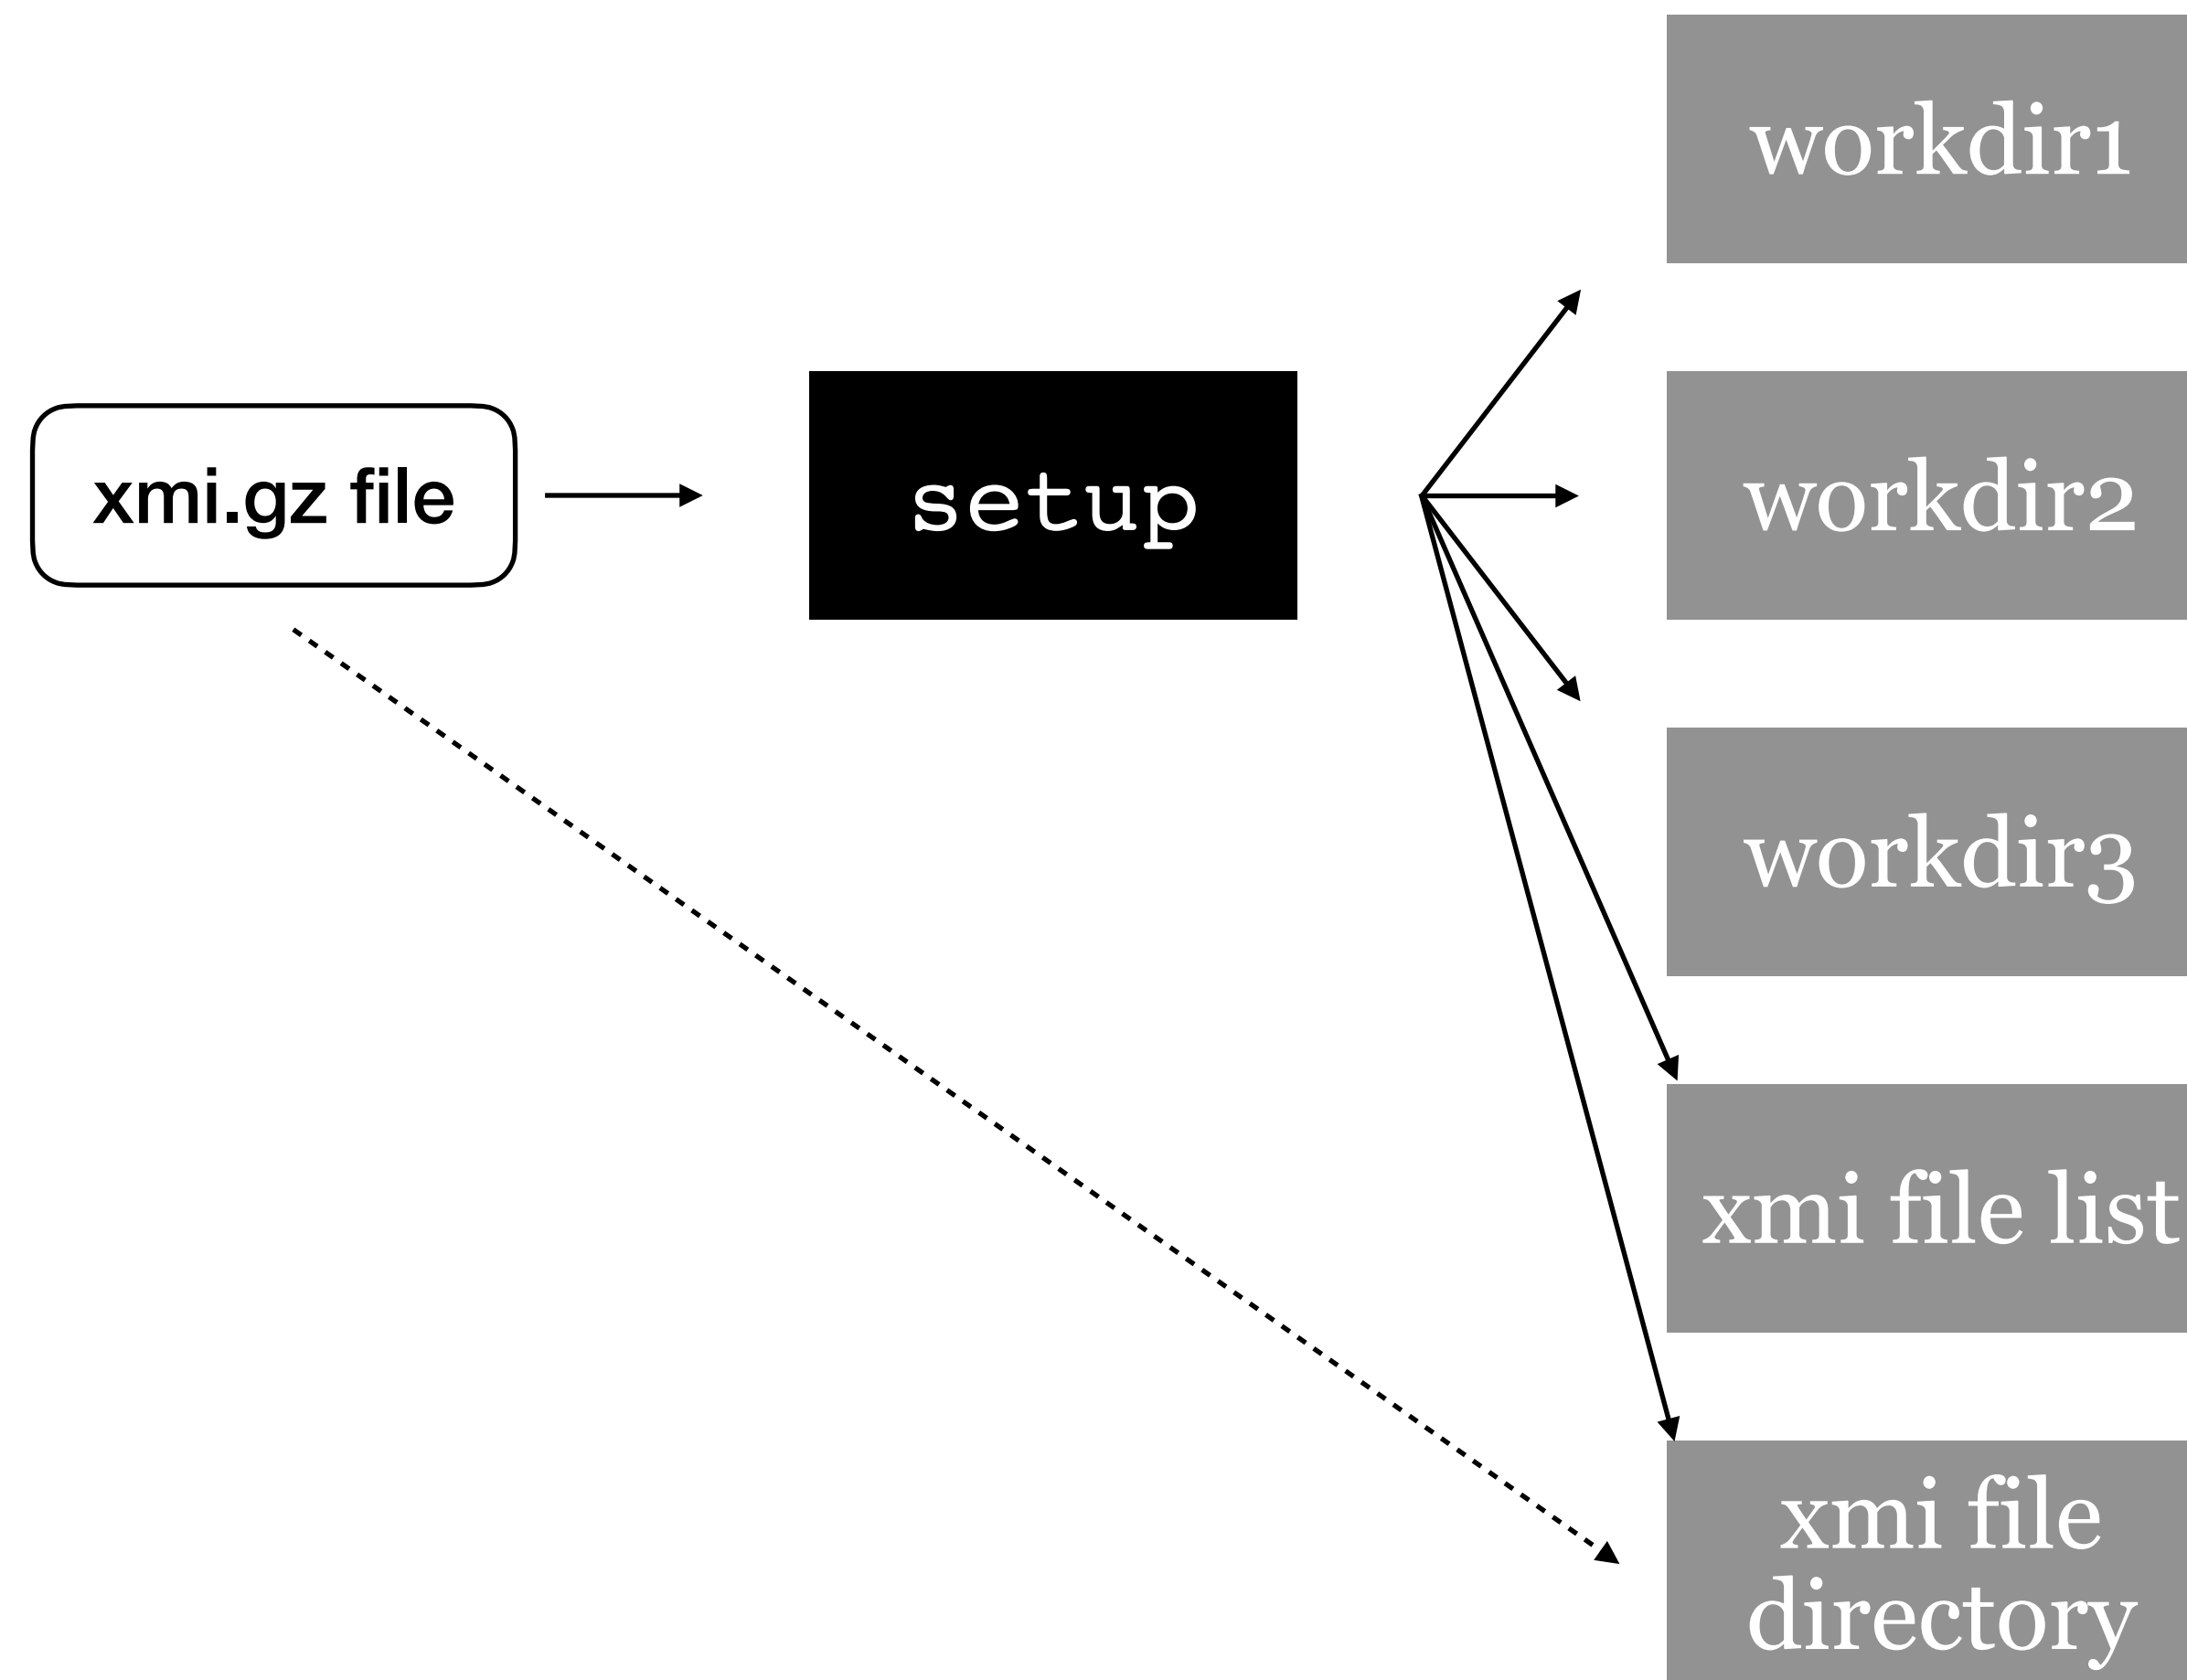 workdir1
xmi.gz file
setup
workdir2
workdir3
xmi file list
xmi file
directory